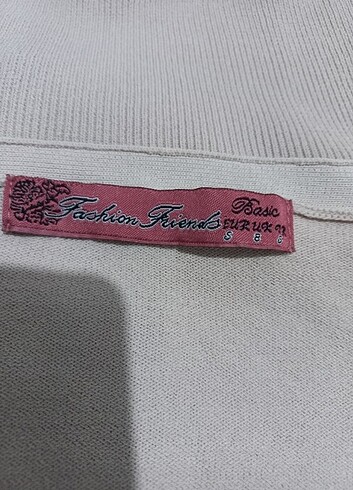 Fashion Friends
Basic
EUR UK
S 8